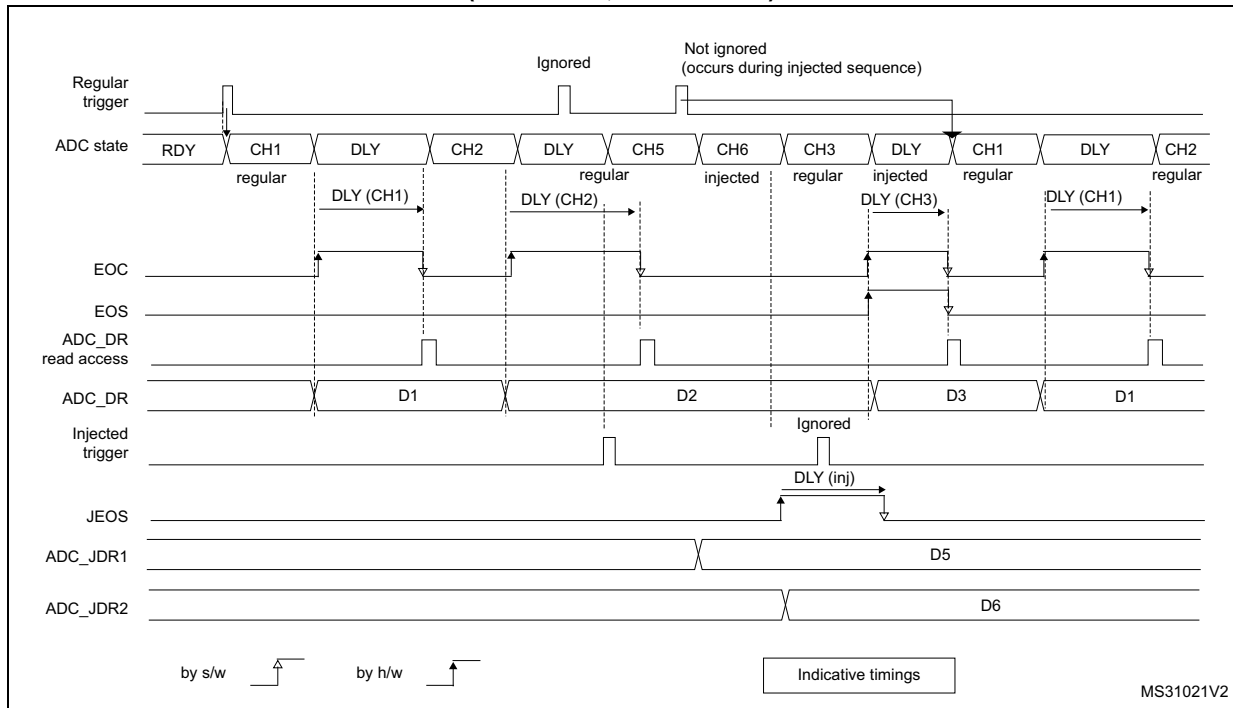 Regular
trigger
Ignored
Not ignored
(occurs during injected sequence)
ADC state
RDY CH1 DLY CH2 DLY CH5 CH6 CH3 DLY CH1 DLY CH2
regular regular injected regular injected regular regular
DLY (CH1) DLY (CH2) DLY (CH3) DLY (CH1)
EOC
EOS
ADC_DR
read access
ADC_DR D1 D2 D3 D1
Injected
trigger
Ignored
DLY (inj)
JEOS
ADC_JDR1 D5
ADC_JDR2 D6
by s/w by h/w Indicative timings
MS31021V2